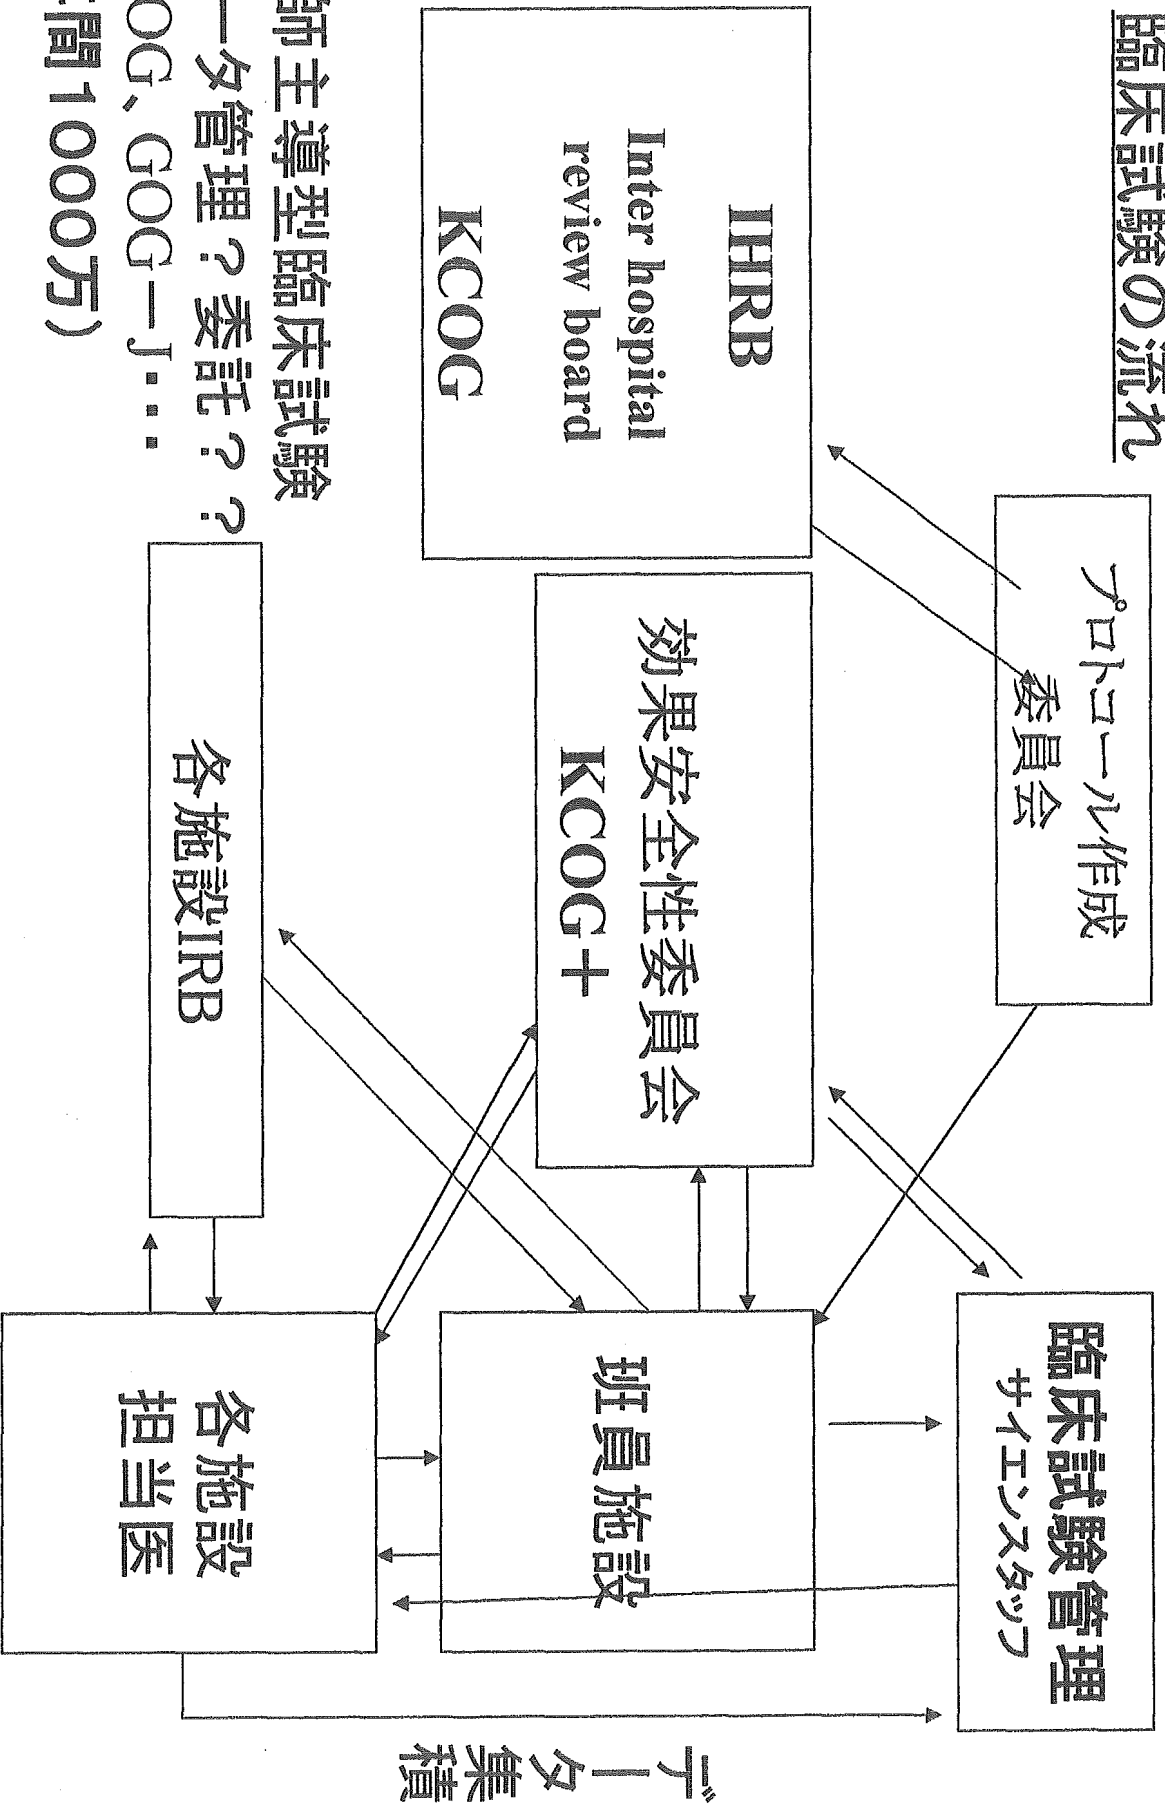 臨床試験の流れ
プロトコール作成
委員会
臨床試験管理
サイエンスタッフ
IHRB
Inter hospital
review board
KCOG
効果安全性委員会
KCOG＋
班員施設
データ
集積
師主導型臨床試験
ータ管理？委託？？
OG、GOG－J・・・
間1000万）
各施設IRB
各施設
担当医